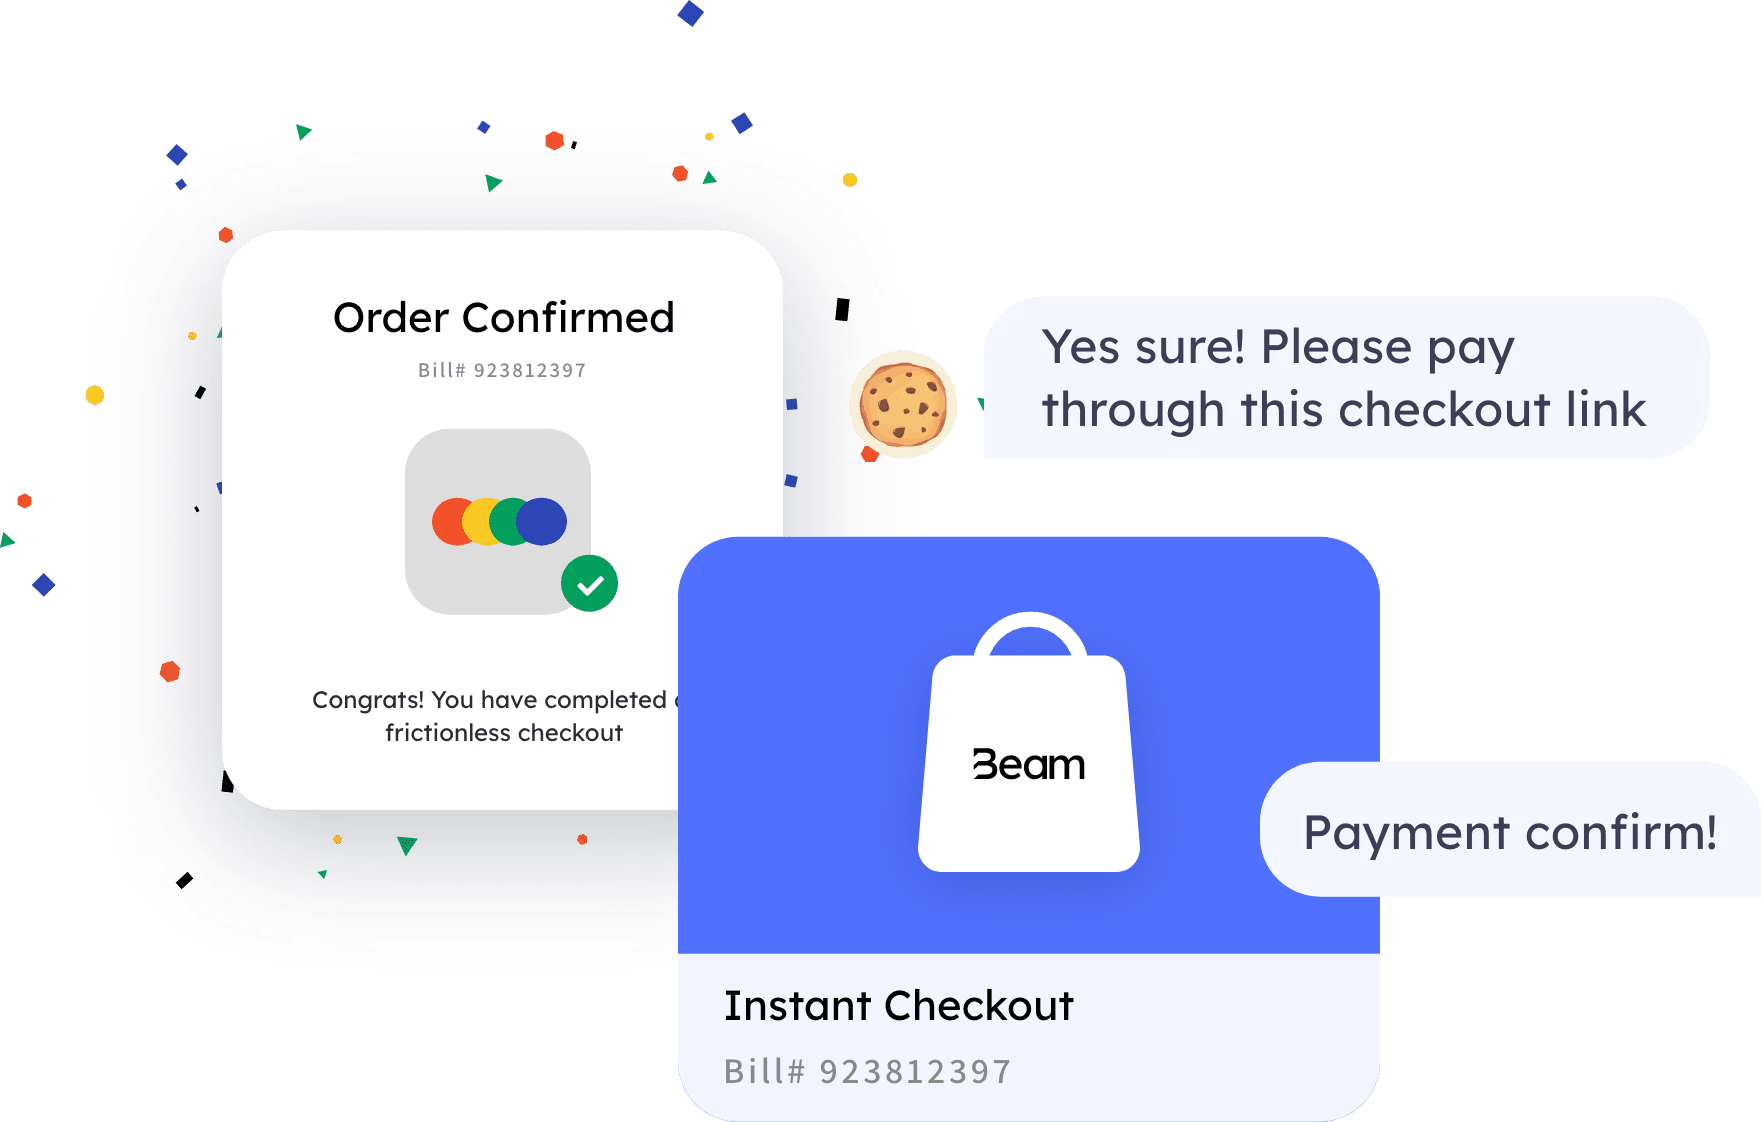 Order Confirmed
Bill# 923812397
Congrats! You have completed
frictionless checkout
Yes sure! Please pay
through this checkout link
Beam
Payment confirm!
Instant Checkout
Bill# 923812397